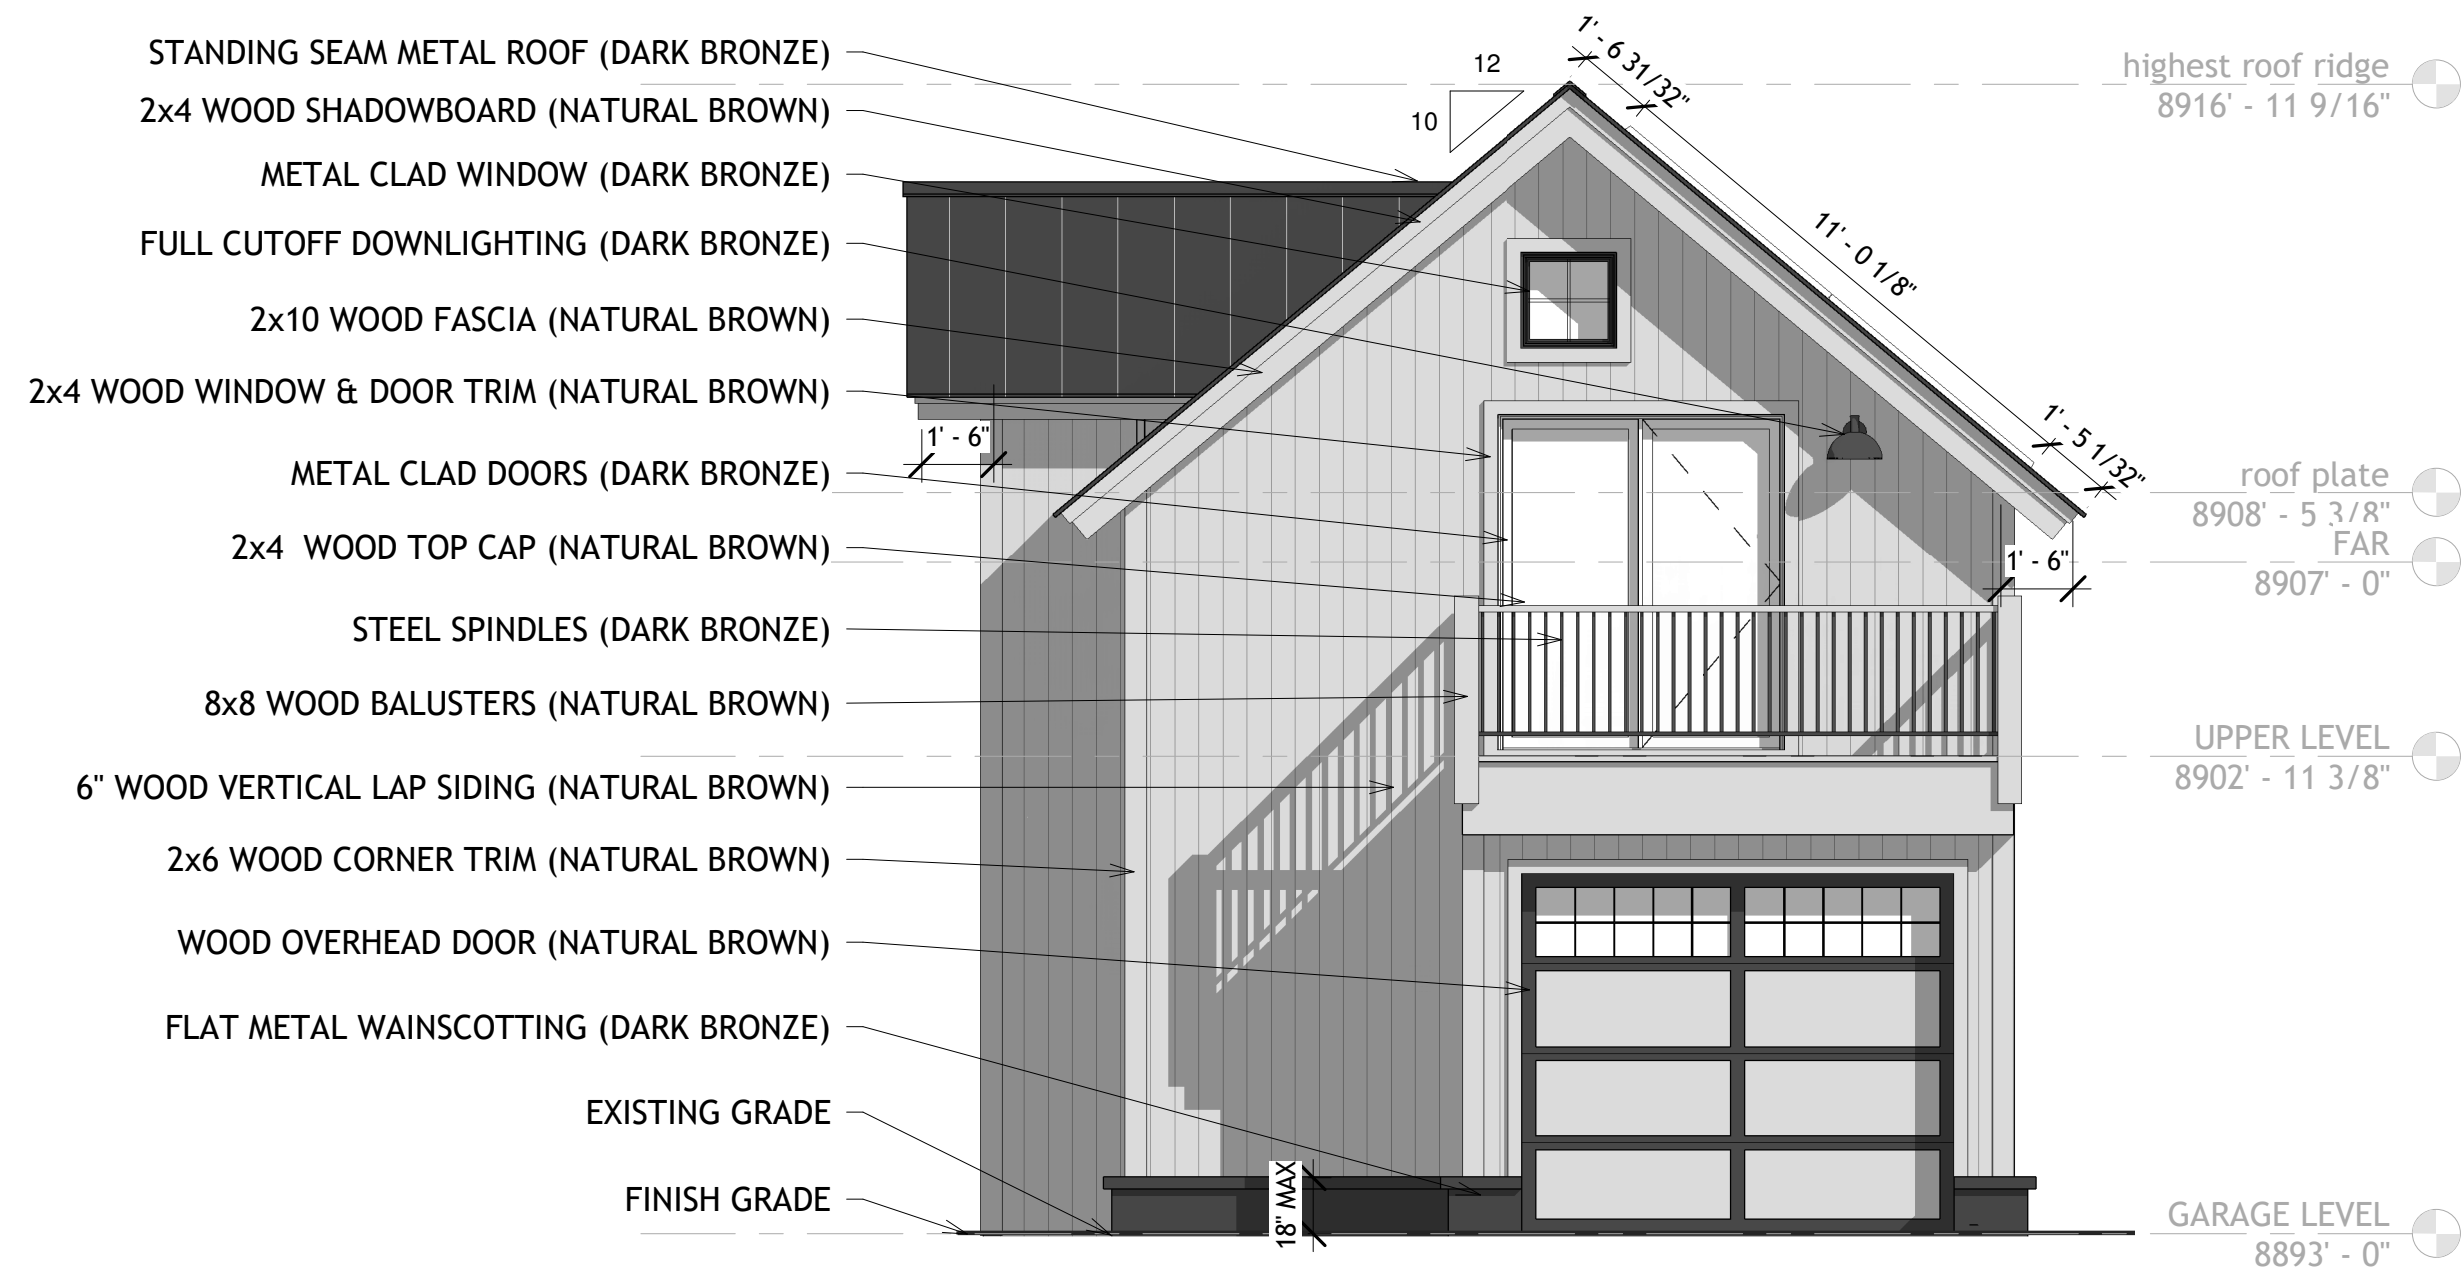 STANDING SEAM METAL ROOF (DARK BRONZE)
2x4 WOOD SHADOWBOARD (NATURAL BROWN)
METAL CLAD WINDOW (DARK BRONZE)
FULL CUTOFF DOWNLIGHTING (DARK BRONZE)
2x10 WOOD FASCIA (NATURAL BROWN)
2x4 WOOD WINDOW & DOOR TRIM (NATURAL BROWN)
METAL CLAD DOORS (DARK BRONZE)
2x4  WOOD TOP CAP (NATURAL BROWN)
STEEL SPINDLES (DARK BRONZE)
8x8 WOOD BALUSTERS (NATURAL BROWN)
6" WOOD VERTICAL LAP SIDING (NATURAL BROWN)
2x6 WOOD CORNER TRIM (NATURAL BROWN)
WOOD OVERHEAD DOOR (NATURAL BROWN)
FLAT METAL WAINSCOTTING (DARK BRONZE)
EXISTING GRADE
FINISH GRADE
12
10
1' - 6 31/32"
11' - 0 1/8"
1' - 5 1/32"
1' - 6"
1' - 6"
18" MAX
highest roof ridge
8916' - 11 9/16"
roof plate
8908' - 5 3/8"
FAR
8907' - 0"
UPPER LEVEL
8902' - 11 3/8"
GARAGE LEVEL
8893' - 0"